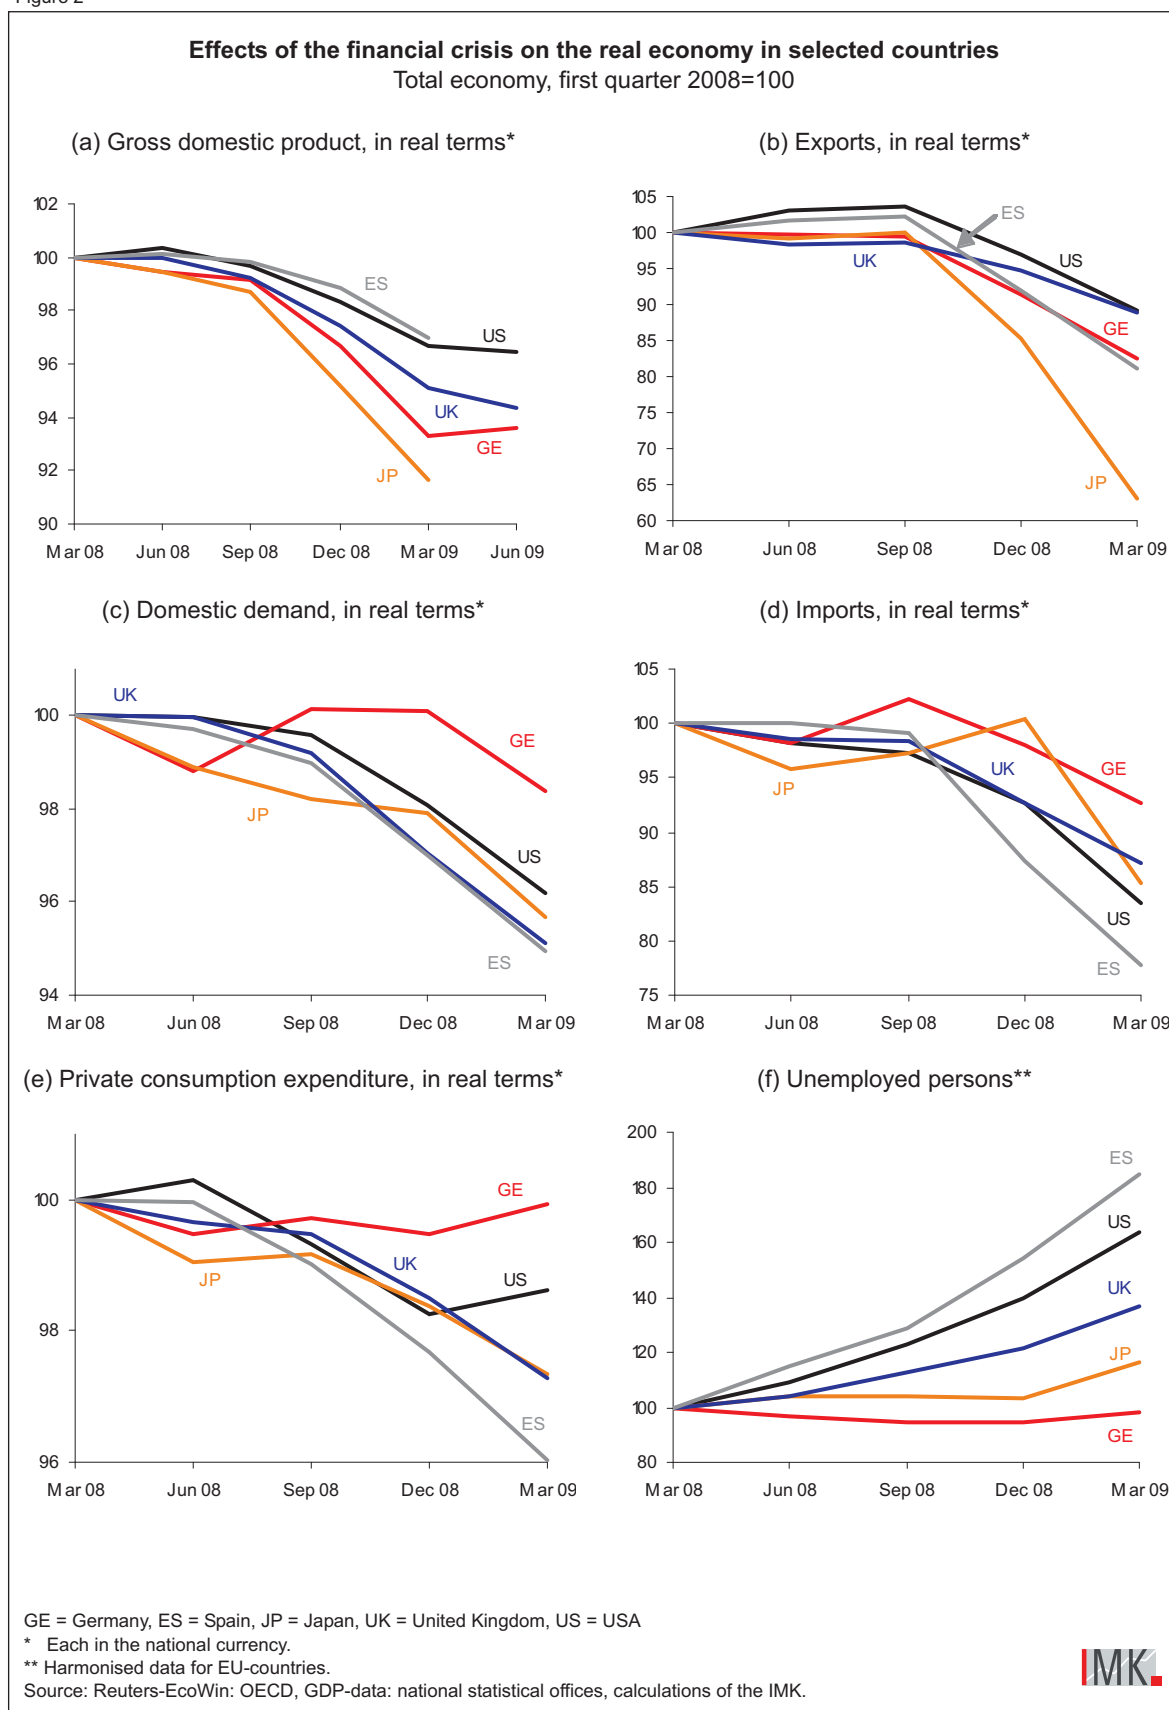 Figure 2
Effects of the financial crisis on the real economy in selected countries
Total economy, first quarter 2008=100
(a) Gross domestic product, in real terms*
102
100
98
96
94
92
90
ES
US
UK
GE
JP
Mar 08 Jun 08 Sep 08 Dec 08 Mar 09 Jun 09
(b) Exports, in real terms*
105
100
95
90
85
80
75
70
65
60
ES
US
UK
GE
JP
Mar 08 Jun 08 Sep 08 Dec 08 Mar 09
(c) Domestic demand, in real terms*
100
98
96
94
UK
GE
JP
US
ES
Mar 08 Jun 08 Sep 08 Dec 08 Mar 09
(d) Imports, in real terms*
105
100
95
90
85
80
75
UK
GE
JP
US
ES
Mar 08 Jun 08 Sep 08 Dec 08 Mar 09
(e) Private consumption expenditure, in real terms*
100
98
96
GE
UK
JP
US
ES
Mar 08 Jun 08 Sep 08 Dec 08 Mar 09
(f) Unemployed persons**
200
180
160
140
120
100
80
ES
US
UK
JP
GE
Mar 08 Jun 08 Sep 08 Dec 08 Mar 09
GE = Germany, ES = Spain, JP = Japan, UK = United Kingdom, US = USA
* Each in the national currency.
** Harmonised data for EU-countries.
Source: Reuters-EcoWin: OECD, GDP-data: national statistical offices, calculations of the IMK.
IMK